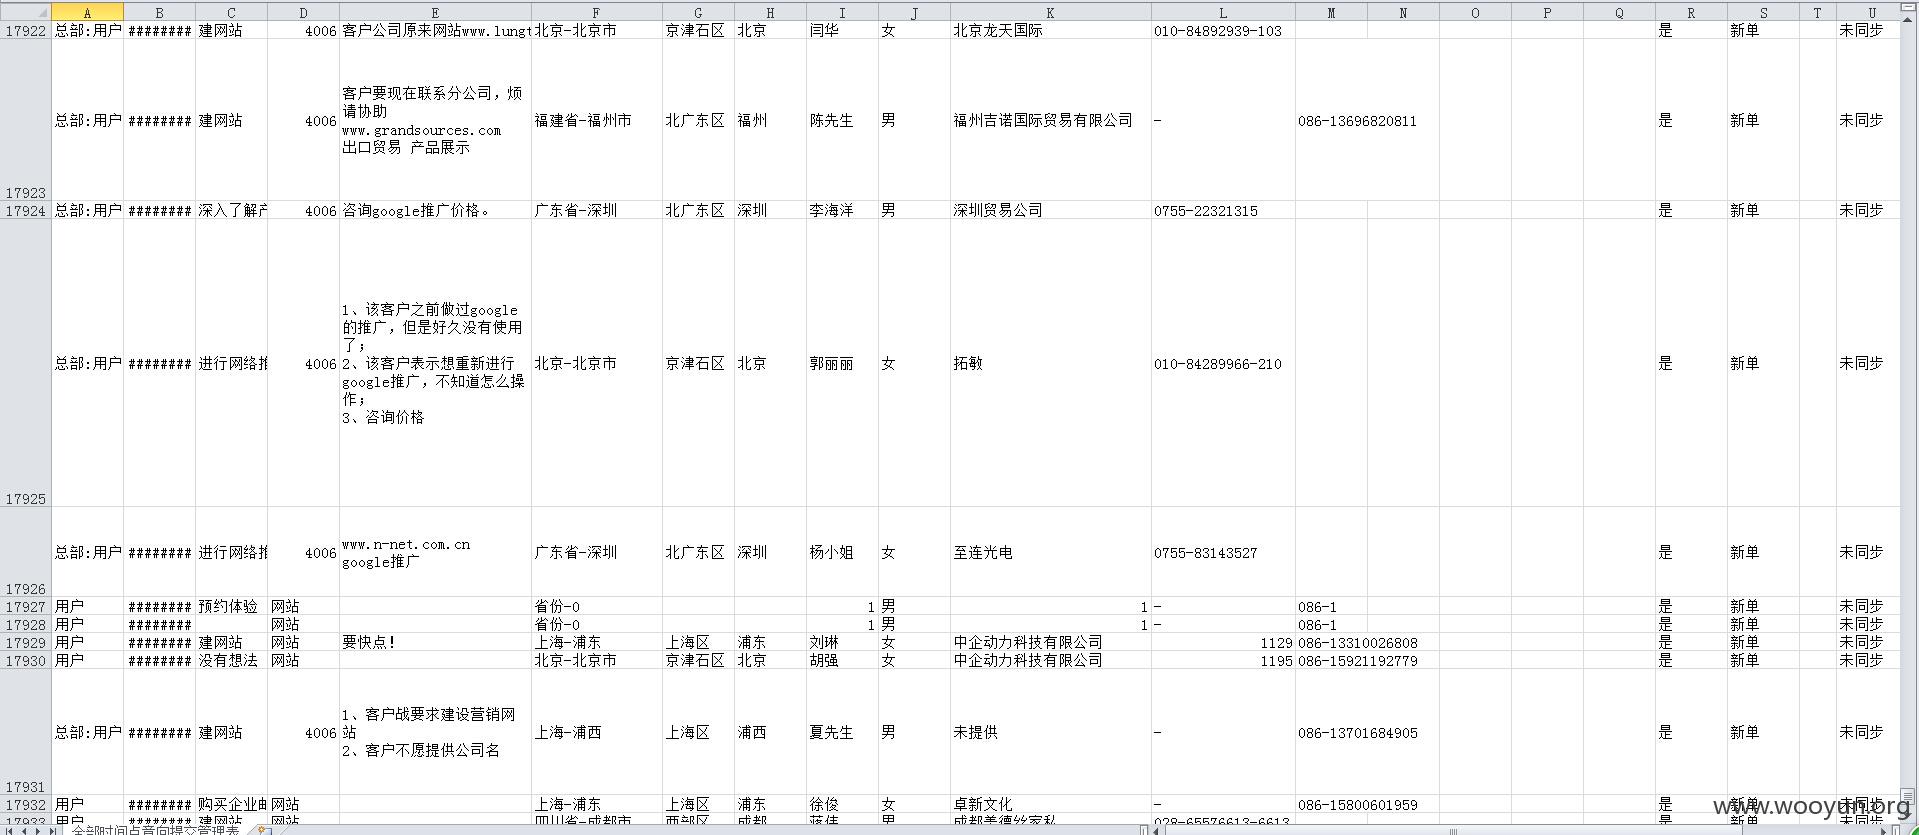 A B C D E F G H I J K L M N O P Q R S T U
17922 总部:用户 ######## 建网站 4006 客户公司原来网站www.lungt 北京-北京市 京津石区 北京 闫华 女 北京龙天国际 010-84892939-103 是 新单 未同步
客户要现在联系分公司，烦
请协助
www.grandsources.com
出口贸易 产品展示
17923 总部:用户 ######## 建网站 4006 福建省-福州市 北广东区 福州 陈先生 男 福州吉诺国际贸易有限公司 - 086-13696820811 是 新单 未同步
17924 总部:用户 ######## 深入了解产 4006 咨询google推广价格。 广东省-深圳 北广东区 深圳 李海洋 男 深圳贸易公司 0755-22321315 是 新单 未同步
1、该客户之前做过google
的推广，但是好久没有使用
了；
2、该客户表示想重新进行
google推广，不知道怎么操
作；
3、咨询价格
17925 总部:用户 ######## 进行网络推 4006 北京-北京市 京津石区 北京 郭丽丽 女 拓敏 010-84289966-210 是 新单 未同步
www.n-net.com.cn
google推广
17926 总部:用户 ######## 进行网络推 4006 广东省-深圳 北广东区 深圳 杨小姐 女 至连光电 0755-83143527 是 新单 未同步
17927 用户 ######## 预约体验 网站 省份-0 1 男 1 - 086-1 是 新单 未同步
17928 用户 ######## 网站 省份-0 1 男 1 - 086-1 是 新单 未同步
17929 用户 ######## 建网站 网站 要快点！ 上海-浦东 上海区 浦东 刘琳 女 中企动力科技有限公司 1129 086-13310026808 是 新单 未同步
17930 用户 ######## 没有想法 网站 北京-北京市 京津石区 北京 胡强 女 中企动力科技有限公司 1195 086-15921192779 是 新单 未同步
1、客户战要求建设营销网
站
2、客户不愿提供公司名
17931 总部:用户 ######## 建网站 4006 上海-浦西 上海区 浦西 夏先生 男 未提供 - 086-13701684905 是 新单 未同步
17932 用户 ######## 购买企业邮 网站 上海-浦东 上海区 浦东 徐俊 女 卓新文化 - 086-15800601959
www.wooyun.org
17933 用户 ######## 建网站 网站 四川省-成都市 西部区 成都 蒋伟 男 成都美德丝家私 028-65576613-6613 是 新单 未同步
全部时间点意向提交管理表